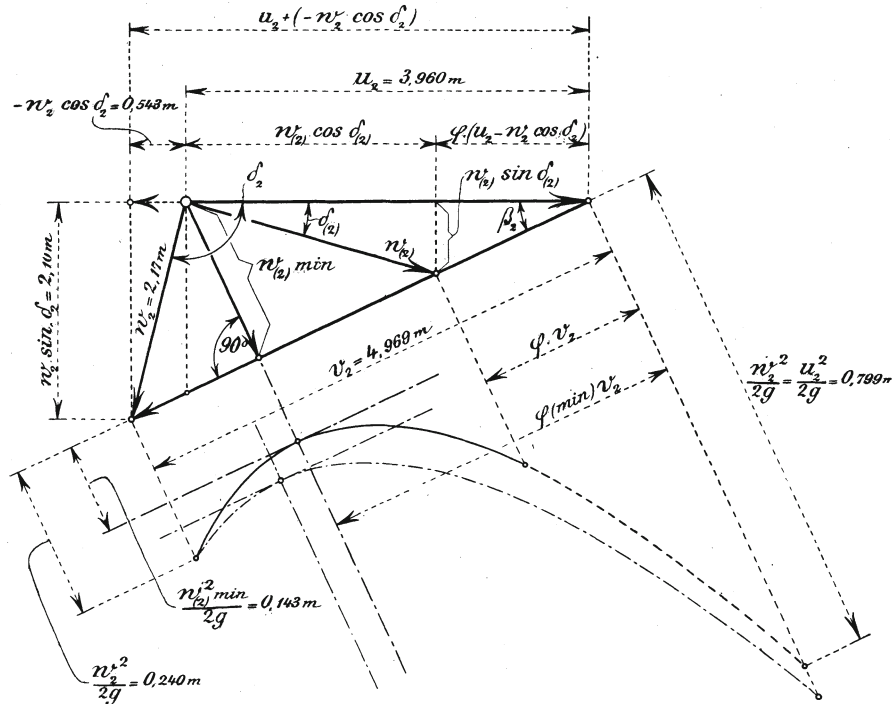 u₂ + (-w₂ cos δ₂)
u₂ = 3,960 m
-w₂ cos δ₂ = 0,543 m
w₍₂₎ cos δ₍₂₎
φ·(u₂ - w₂ cos δ₂)
δ₂
w₍₂₎ sin δ₍₂₎
δ₍₂₎
β₂
w₍₂₎
w₍₂₎ min
w₂ = 2,17 m
w₂ sin δ₂ = 2,10 m
90°
v₂ = 4,969 m
φ·v₂
φ(min) v₂
w₂²/2g = u₂²/2g = 0,799 m
w₍₂₎² min/2g = 0,143 m
w₂²/2g = 0,240 m